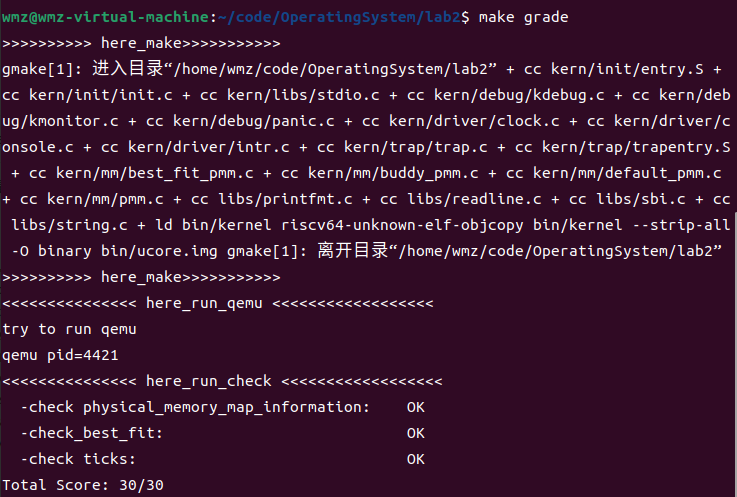 wmz@wmz-virtual-machine:~/code/OperatingSystem/lab2$ make grade
>>>>>>>>>> here_make>>>>>>>>>>>
gmake[1]: 进入目录“/home/wmz/code/OperatingSystem/lab2” + cc kern/init/entry.S +
cc kern/init/init.c + cc kern/libs/stdio.c + cc kern/debug/kdebug.c + cc kern/deb
ug/kmonitor.c + cc kern/debug/panic.c + cc kern/driver/clock.c + cc kern/driver/c
onsole.c + cc kern/driver/intr.c + cc kern/trap/trap.c + cc kern/trap/trapentry.S
 + cc kern/mm/best_fit_pmm.c + cc kern/mm/buddy_pmm.c + cc kern/mm/default_pmm.c
+ cc kern/mm/pmm.c + cc libs/printfmt.c + cc libs/readline.c + cc libs/sbi.c + cc
 libs/string.c + ld bin/kernel riscv64-unknown-elf-objcopy bin/kernel --strip-all
 -O binary bin/ucore.img gmake[1]: 离开目录“/home/wmz/code/OperatingSystem/lab2”
>>>>>>>>>> here_make>>>>>>>>>>>
<<<<<<<<<<<<<<< here_run_qemu <<<<<<<<<<<<<<<<<<
try to run qemu
qemu pid=4421
<<<<<<<<<<<<<<< here_run_check <<<<<<<<<<<<<<<<<<
  -check physical_memory_map_information:    OK
  -check_best_fit:                           OK
  -check ticks:                              OK
Total Score: 30/30